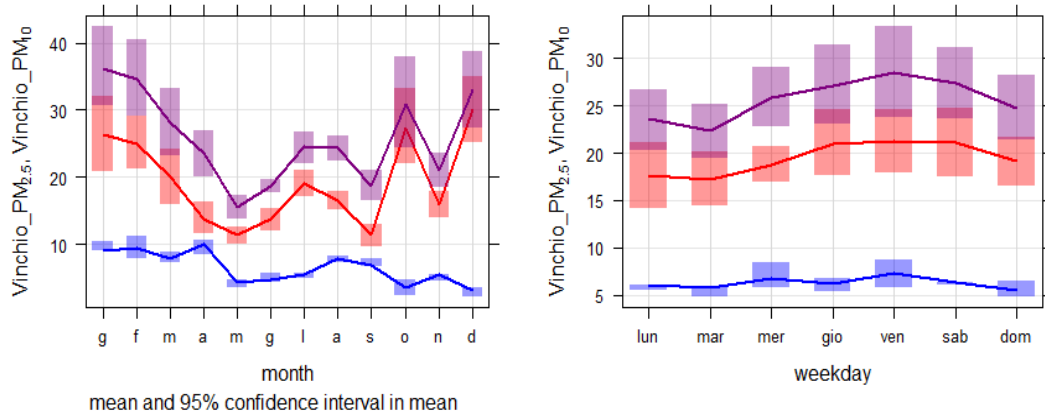 Vinchio_PM2.5, Vinchio_PM10
40
30
20
10
g f m a m g l a s o n d
month
mean and 95% confidence interval in mean
Vinchio_PM2.5, Vinchio_PM10
30
25
20
15
10
5
lun mar mer gio ven sab dom
weekday